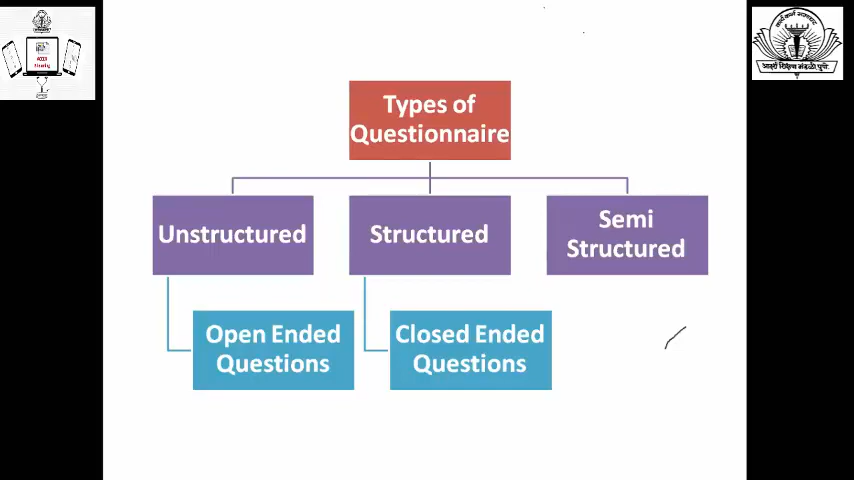 Types of
Questionnaire
Unstructured
Structured
Semi
Structured
Open Ended
Questions
Closed Ended
Questions